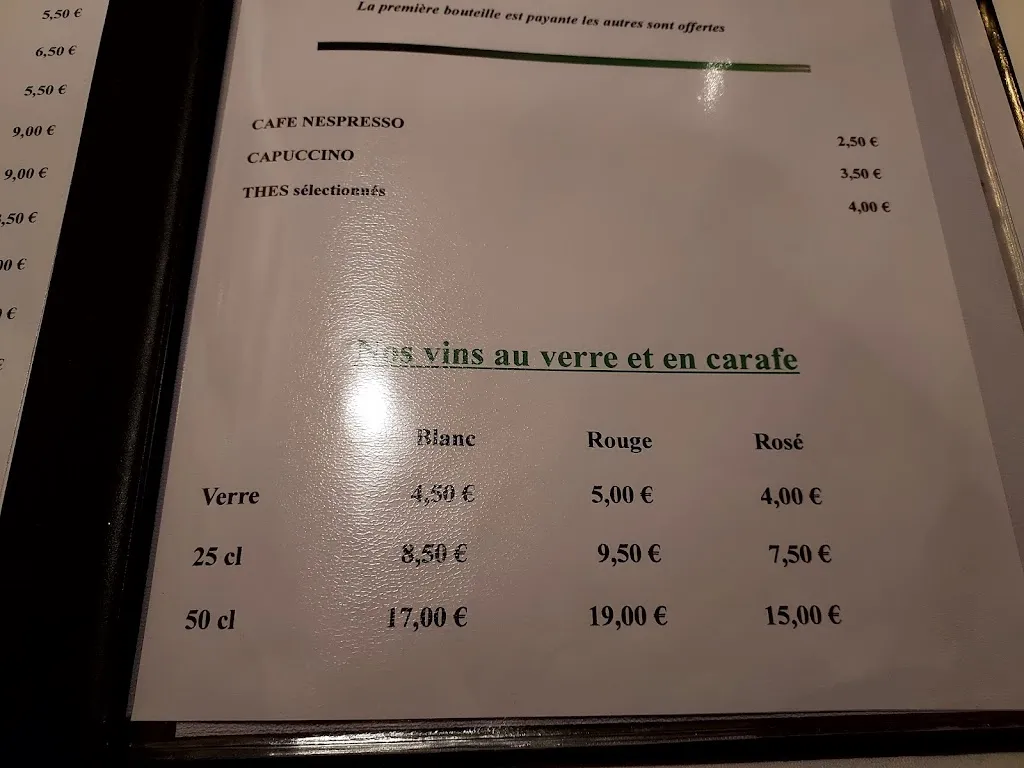 5,50 €
6,50 €
5,50 €
9,00 €
9,00 €
,50 €
00 €
€
€
La première bouteille est payante les autres sont offertes
CAFE NESPRESSO 2,50 €
CAPUCCINO 3,50 €
THES sélectionnés 4,00 €
Nos vins au verre et en carafe
Blanc Rouge Rosé
Verre 4,50 € 5,00 € 4,00 €
25 cl 8,50 € 9,50 € 7,50 €
50 cl 17,00 € 19,00 € 15,00 €